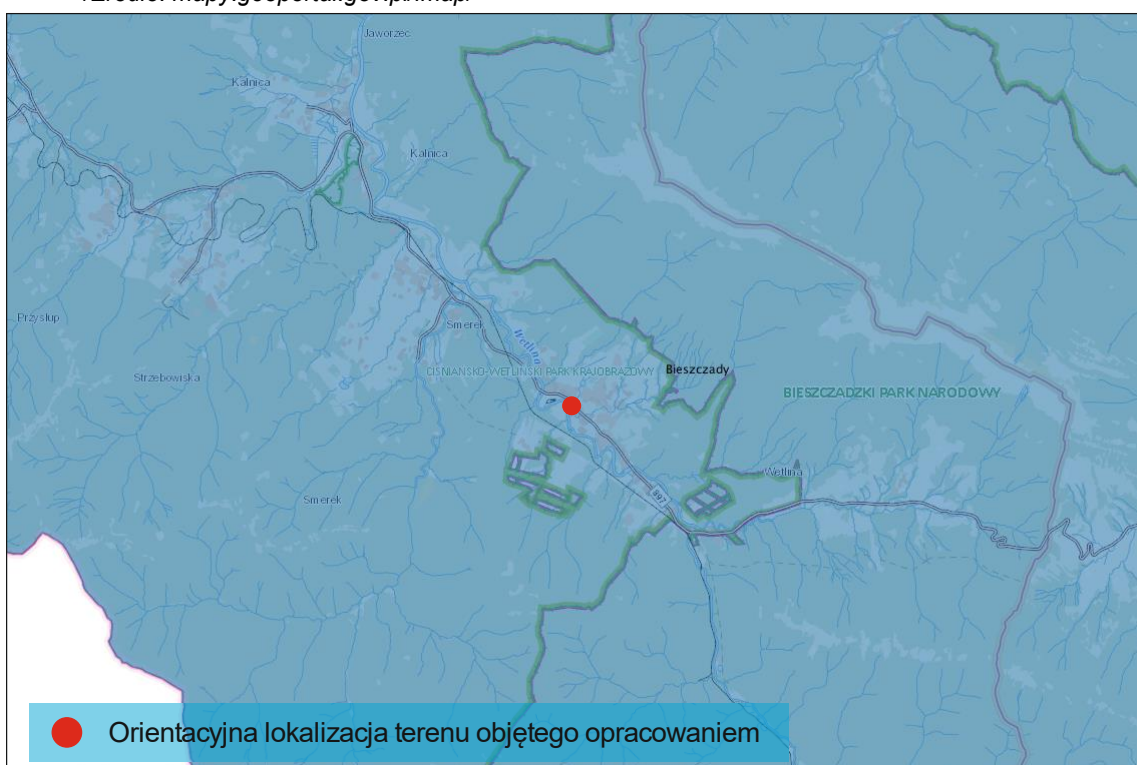 Jaworzec
Kalnica
Kalnica
Przysłup
Smerek
Wetlina
Strzebowiska
CIŚNIAŃSKO-WETLIŃSKI PARK KRAJOBRAZOWY
Bieszczady
BIESZCZADZKI PARK NARODOWY
Wetlina
Smerek
897
Orientacyjna lokalizacja terenu objętego opracowaniem